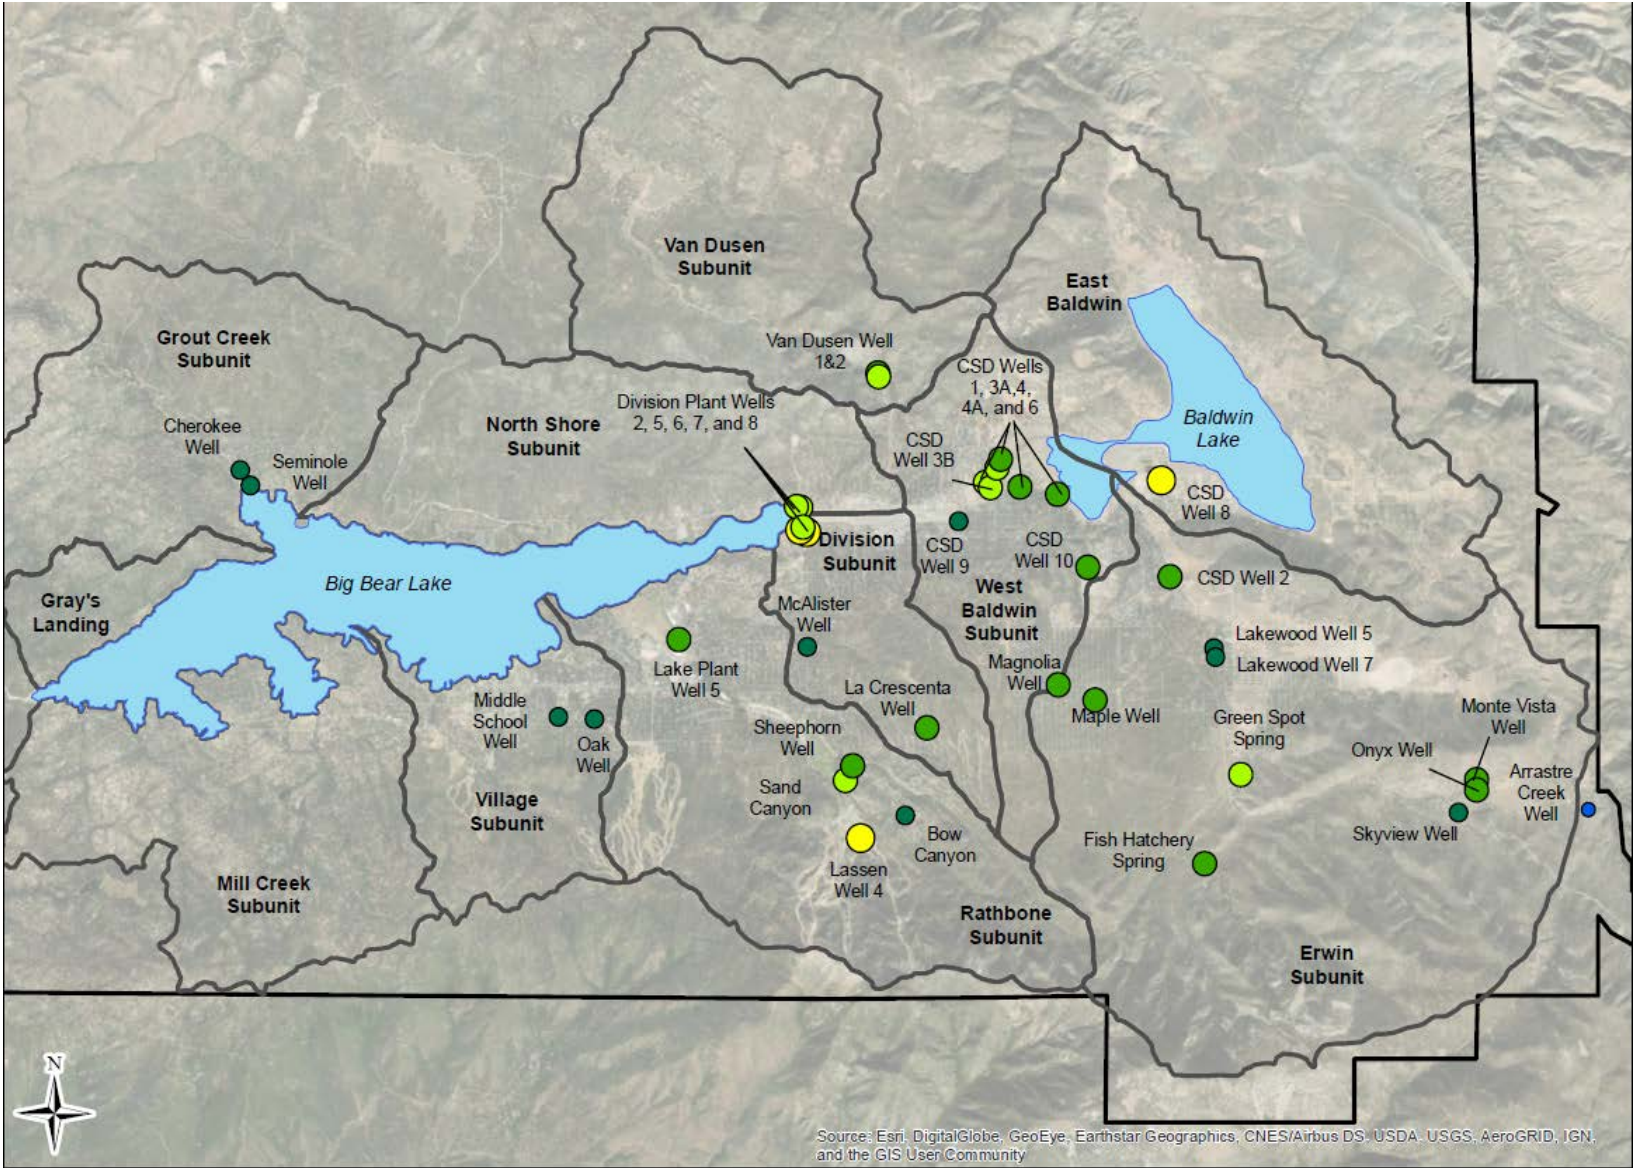 Van Dusen
Subunit
East
Baldwin
Grout Creek
Subunit
Van Dusen Well
1&2
CSD Wells
1, 3A,4,
4A, and 6
Division Plant Wells
2, 5, 6, 7, and 8
North Shore
Subunit
Cherokee
Well
Seminole
Well
CSD
Well 3B
Baldwin
Lake
CSD
Well 8
Division
Subunit
CSD
Well 9
CSD
Well 10
CSD Well 2
Big Bear Lake
Gray's
Landing
West
Baldwin
Subunit
McAlister
Well
Lakewood Well 5
Lakewood Well 7
Lake Plant
Well 5
Magnolia
Well
Maple Well
La Crescenta
Well
Middle
School
Well
Oak
Well
Sheephorn
Well
Green Spot
Spring
Monte Vista
Well
Onyx Well
Arrastre
Creek
Well
Sand
Canyon
Village
Subunit
Bow
Canyon
Skyview Well
Fish Hatchery
Spring
Lassen
Well 4
Mill Creek
Subunit
Rathbone
Subunit
Erwin
Subunit
N
Source: Esri, DigitalGlobe, GeoEye, Earthstar Geographics, CNES/Airbus DS, USDA, USGS, AeroGRID, IGN,
and the GIS User Community